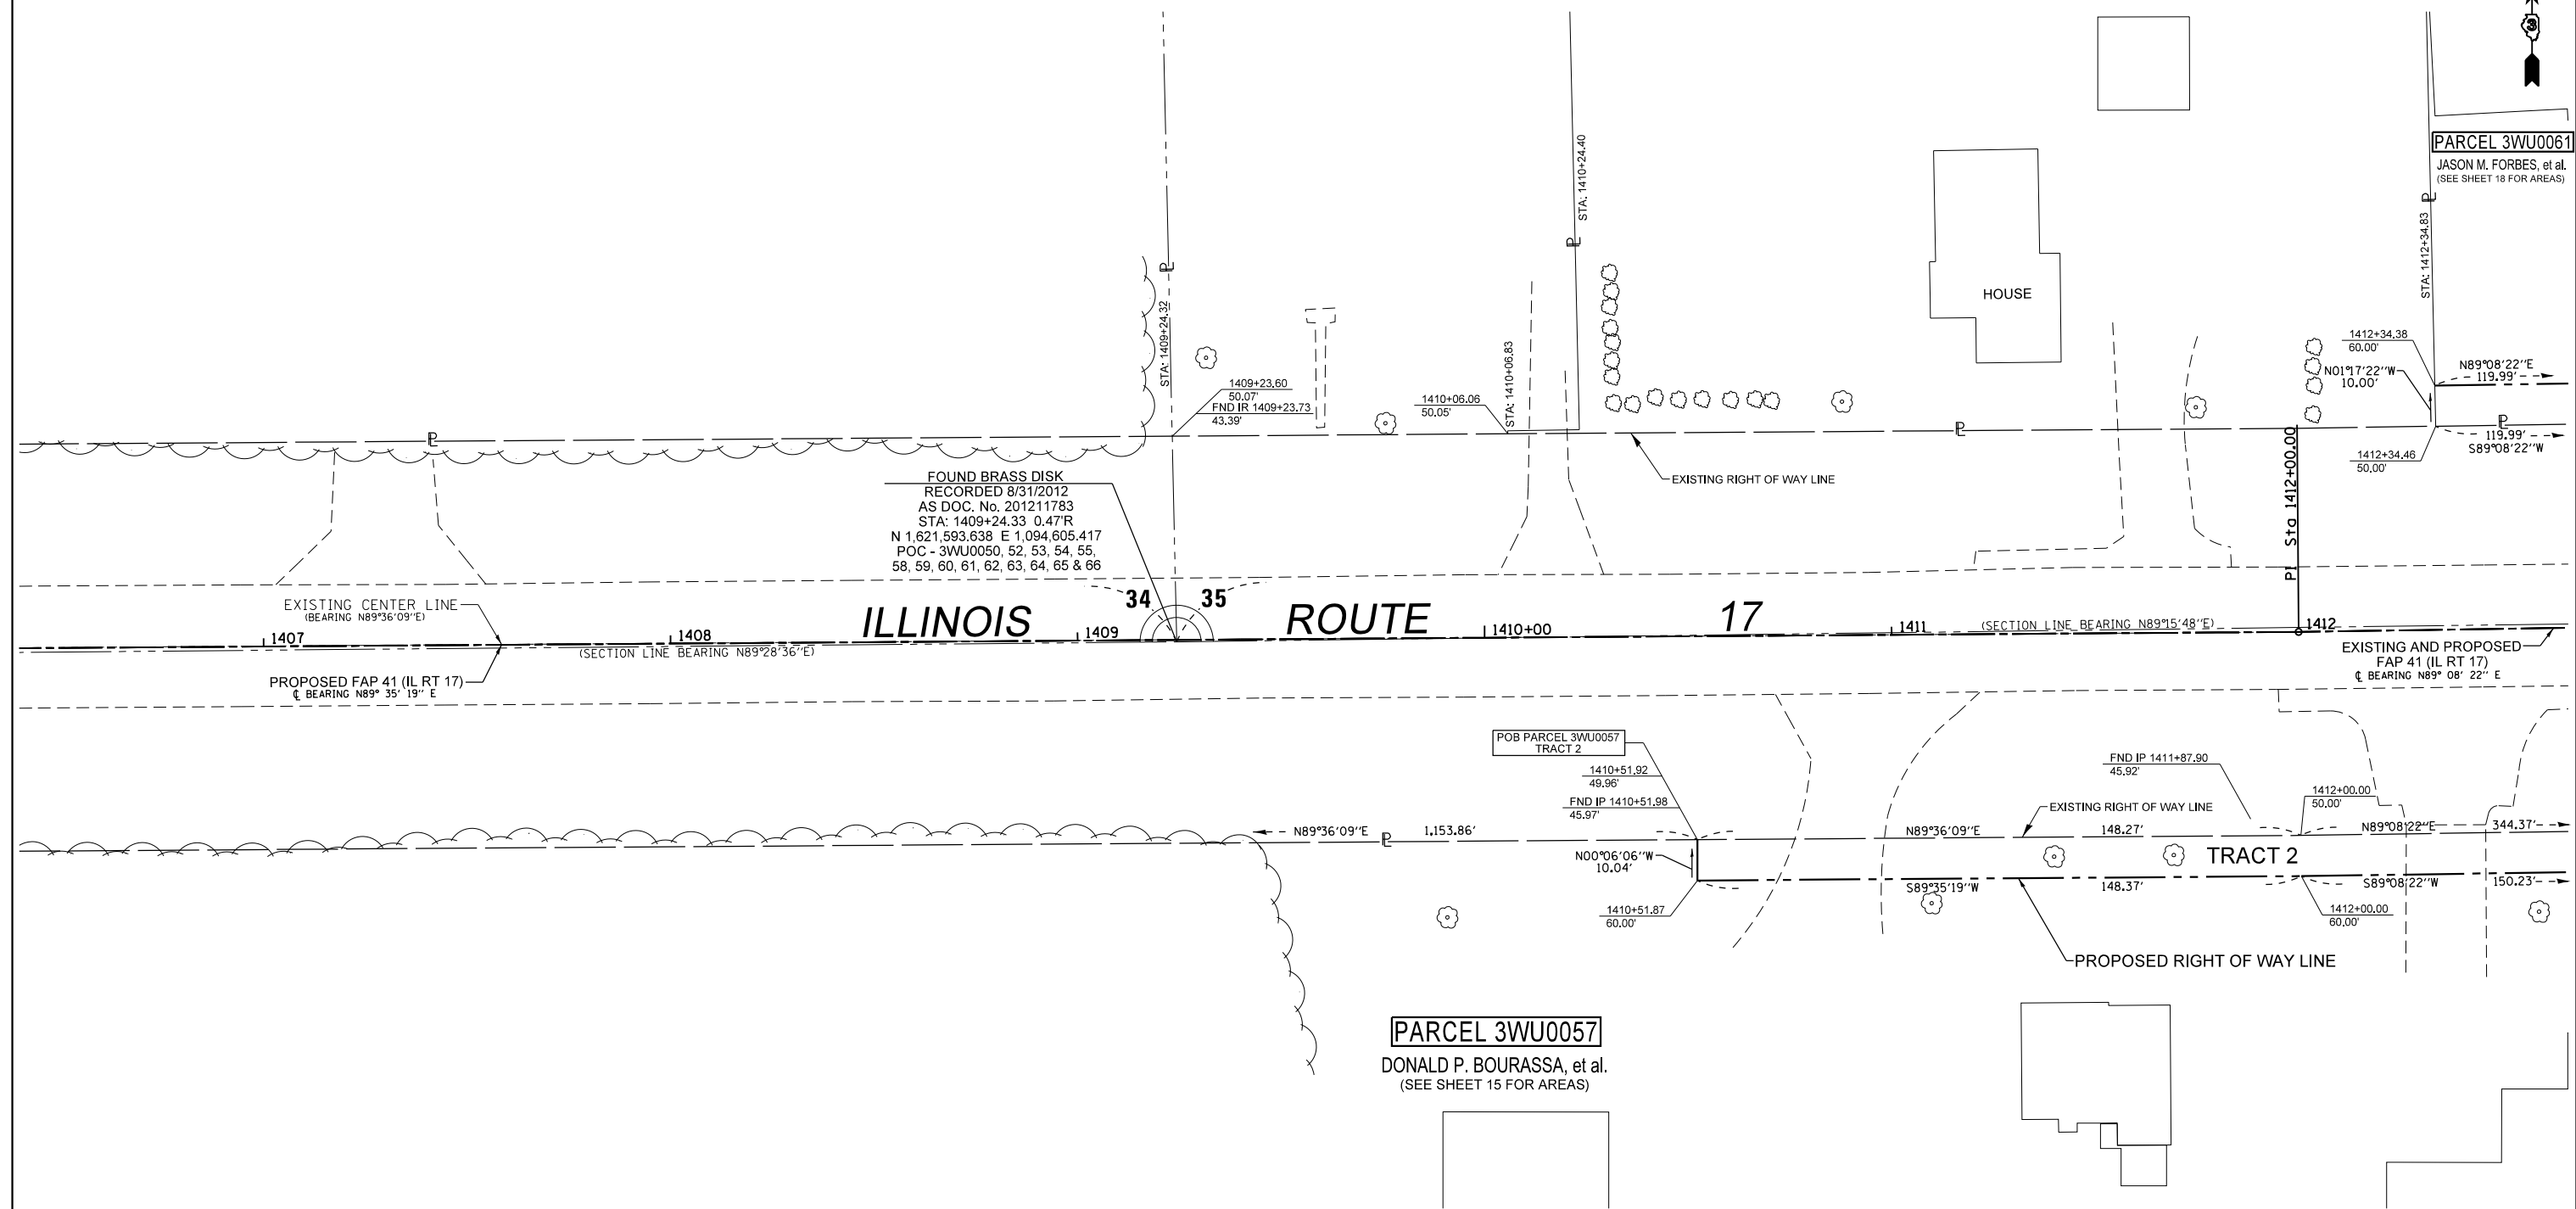 3
PARCEL 3WU0061
JASON M. FORBES, et al.
(SEE SHEET 18 FOR AREAS)
STA: 1410+24.40
STA: 1412+34.83
HOUSE
STA: 1409+24.32
STA: 1410+06.83
1409+23.60
50.07'
FND IR 1409+23.73
43.39'
1410+06.06
50.05'
1412+34.38
60.00'
N01°17'22"W
10.00'
N89°08'22"E
119.99'
119.99'
S89°08'22"W
1412+34.46
50.00'
PI Sta 1412+00.00
EXISTING RIGHT OF WAY LINE
FOUND BRASS DISK
RECORDED 8/31/2012
AS DOC. No. 201211783
STA: 1409+24.33 0.47'R
N 1,621,593.638 E 1,094,605.417
POC - 3WU0050, 52, 53, 54, 55,
58, 59, 60, 61, 62, 63, 64, 65 & 66
EXISTING CENTER LINE
(BEARING N89°36'09"E)
34 35
ILLINOIS ROUTE 17
1407 1408 1409 1410+00 1411 1412
(SECTION LINE BEARING N89°28'36"E)
(SECTION LINE BEARING N89°15'48"E)
PROPOSED FAP 41 (IL RT 17)
℄ BEARING N89° 35' 19" E
EXISTING AND PROPOSED
FAP 41 (IL RT 17)
℄ BEARING N89° 08' 22" E
POB PARCEL 3WU0057
TRACT 2
1410+51.92
49.96'
FND IP 1410+51.98
45.97'
FND IP 1411+87.90
45.92'
1412+00.00
50.00'
EXISTING RIGHT OF WAY LINE
N89°36'09"E 1,153.86'
N89°36'09"E 148.27'
N89°08'22"E 344.37'
N00°06'06"W
10.04'
TRACT 2
S89°35'19"W 148.37'
S89°08'22"W 150.23'
1410+51.87
60.00'
1412+00.00
60.00'
PROPOSED RIGHT OF WAY LINE
PARCEL 3WU0057
DONALD P. BOURASSA, et al.
(SEE SHEET 15 FOR AREAS)